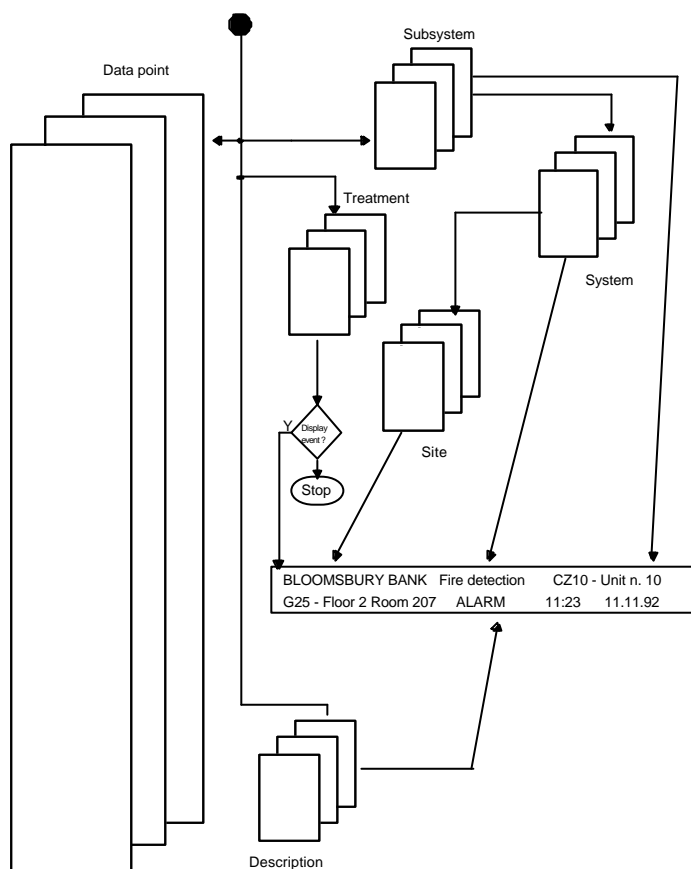 Subsystem
Data point
Treatment
System
Y
Display
event ?
Site
Stop
BLOOMSBURY BANK Fire detection CZ10 - Unit n. 10
G25 - Floor 2 Room 207 ALARM 11:23 11.11.92
Description